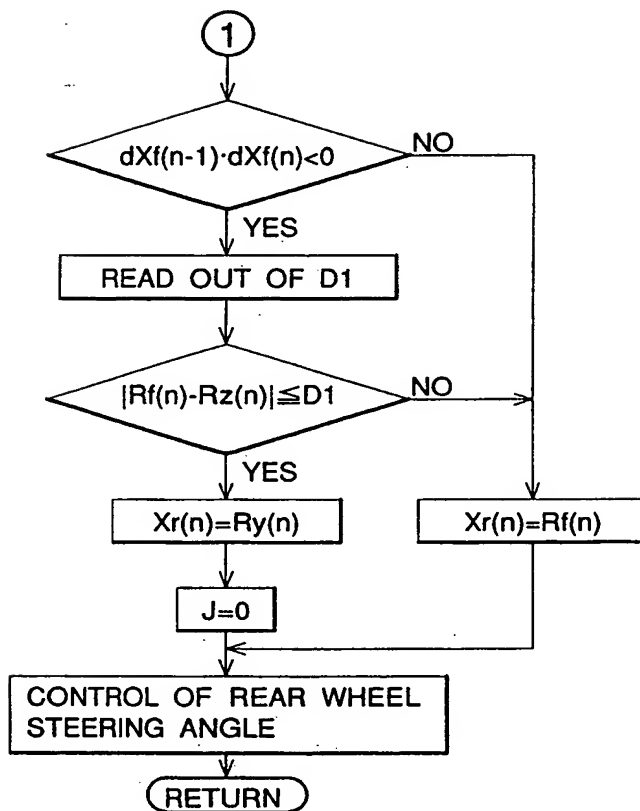 1
dXf(n-1)·dXf(n)<0
NO
YES
READ OUT OF D1
|Rf(n)-Rz(n)|≦D1
NO
YES
Xr(n)=Ry(n)
Xr(n)=Rf(n)
J=0
CONTROL OF REAR WHEEL
STEERING ANGLE
RETURN